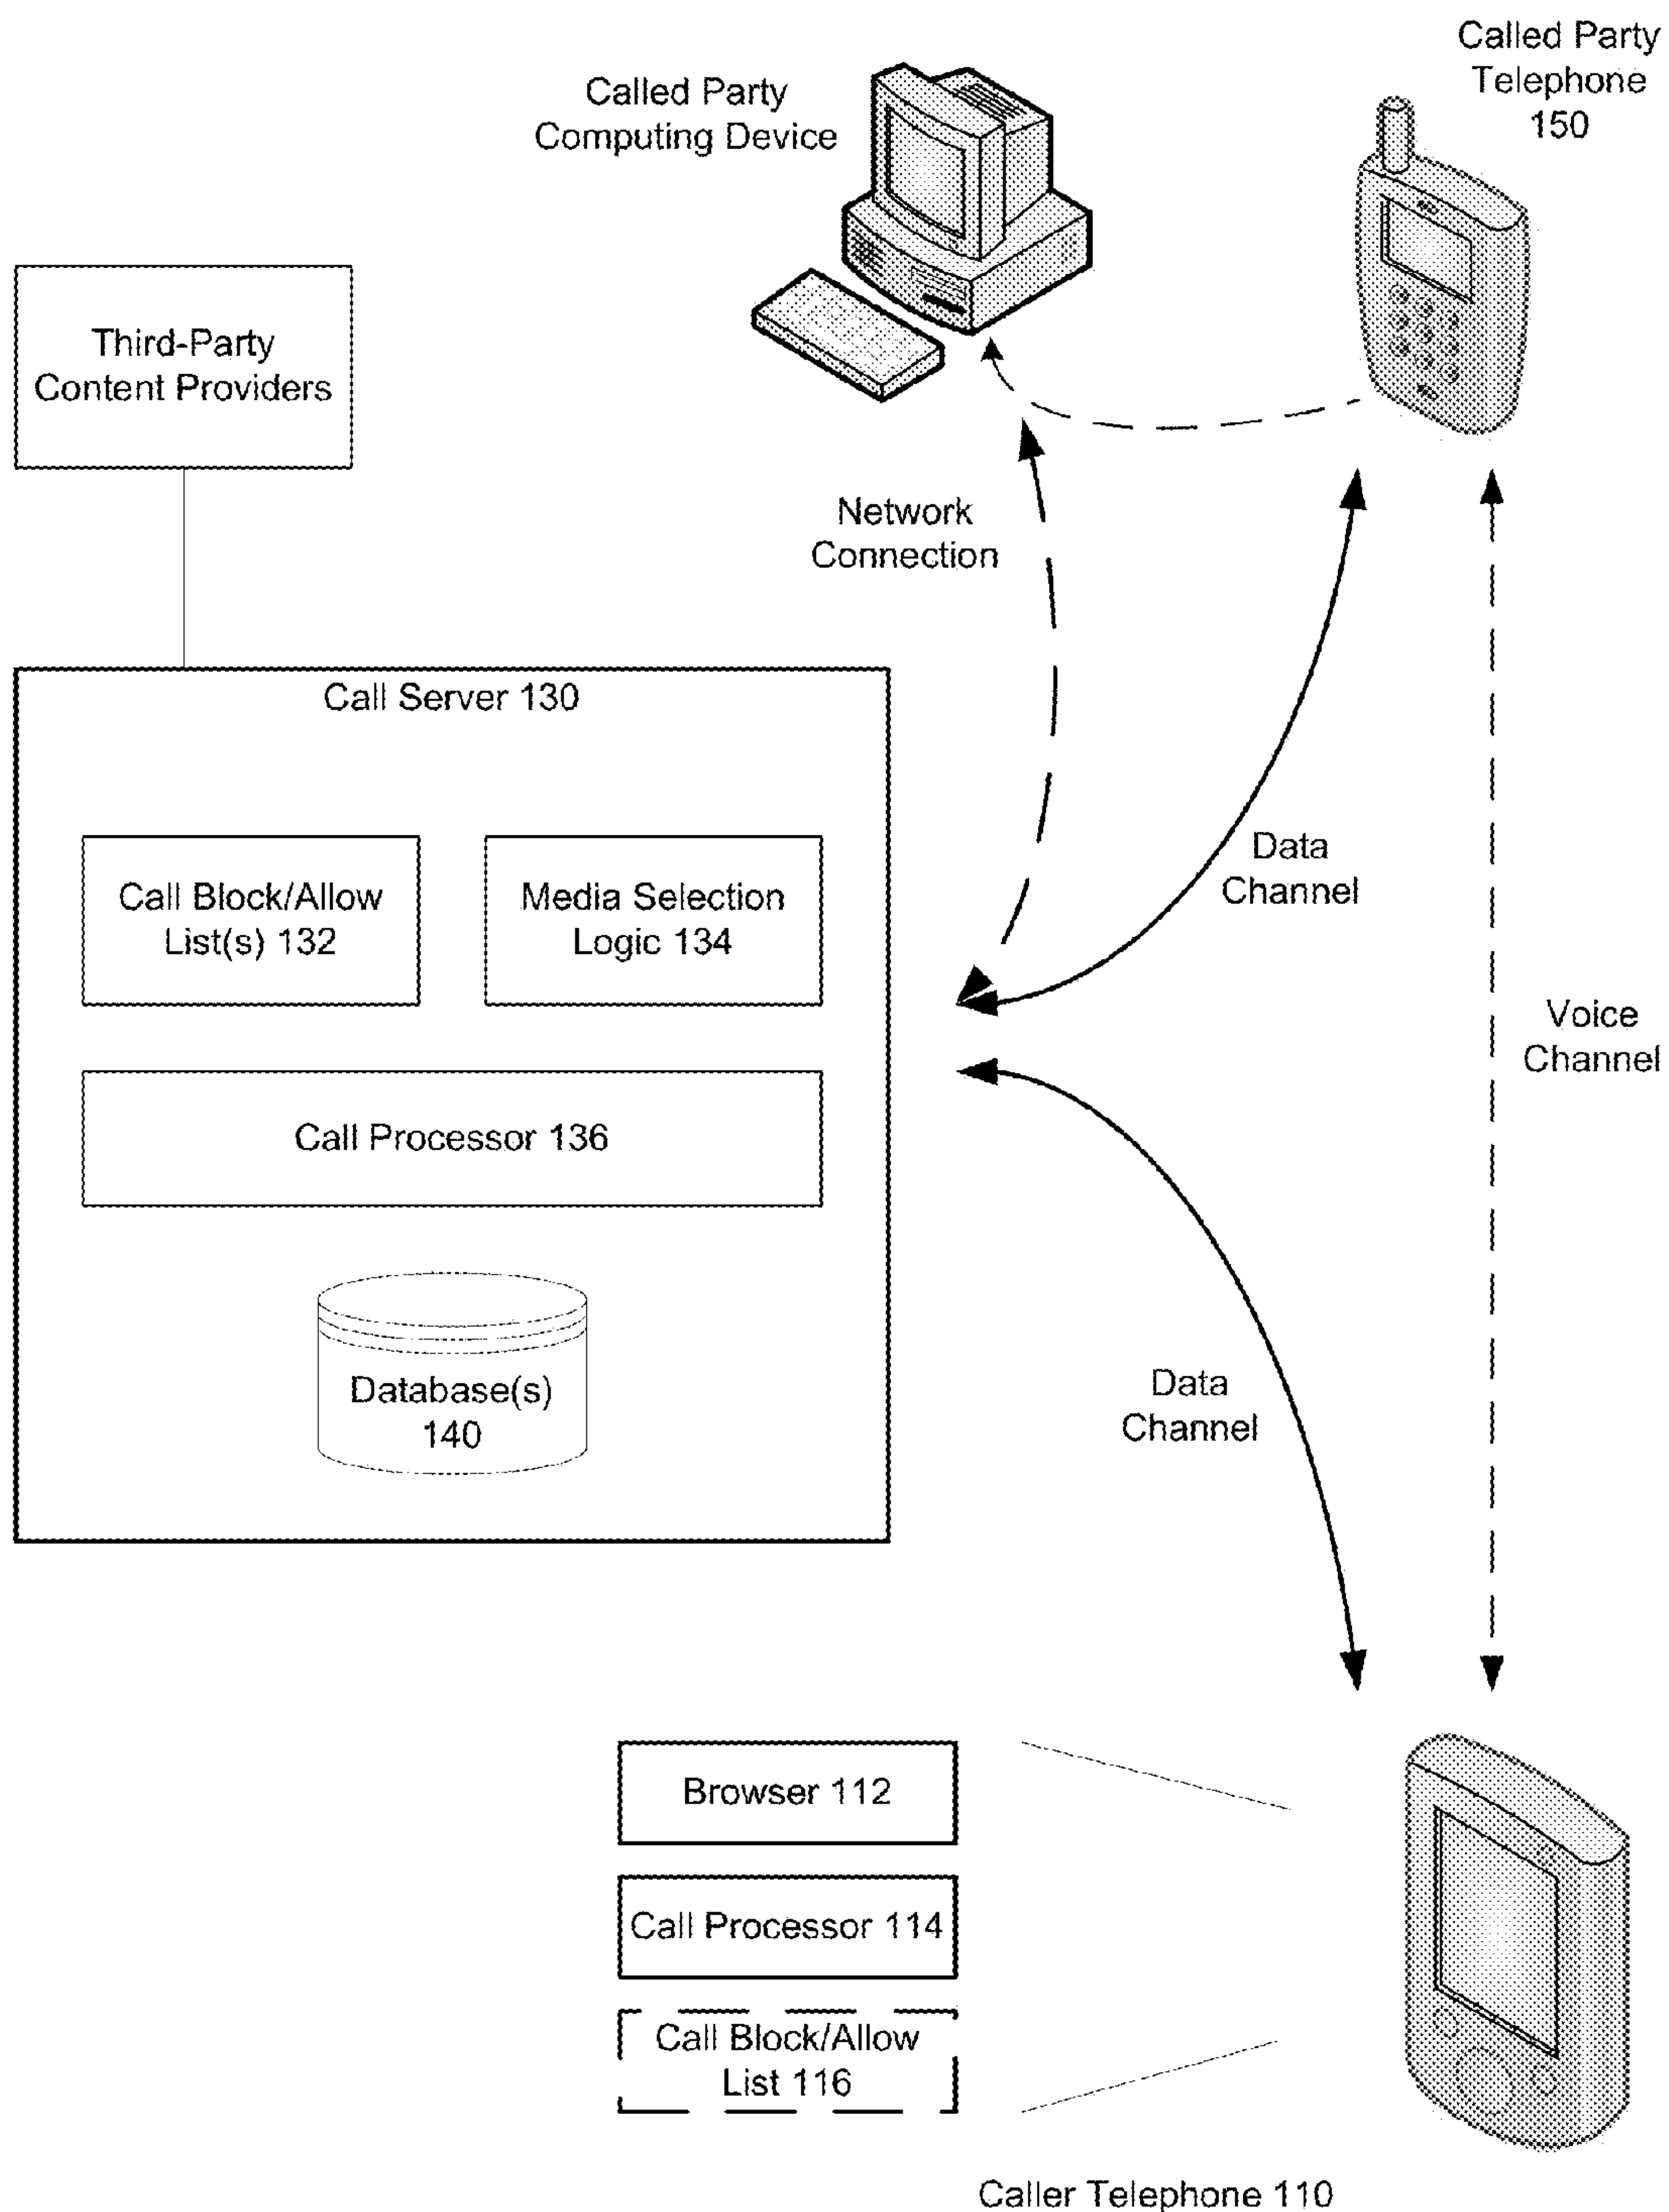 Called Party
Telephone
150
Called Party
Computing Device
Third-Party
Content Providers
Network
Connection
Call Server 130
Call Block/Allow
List(s) 132
Media Selection
Logic 134
Data
Channel
Voice
Channel
Call Processor 136
Database(s)
140
Data
Channel
Browser 112
Call Processor 114
Call Block/Allow
List 116
Caller Telephone 110